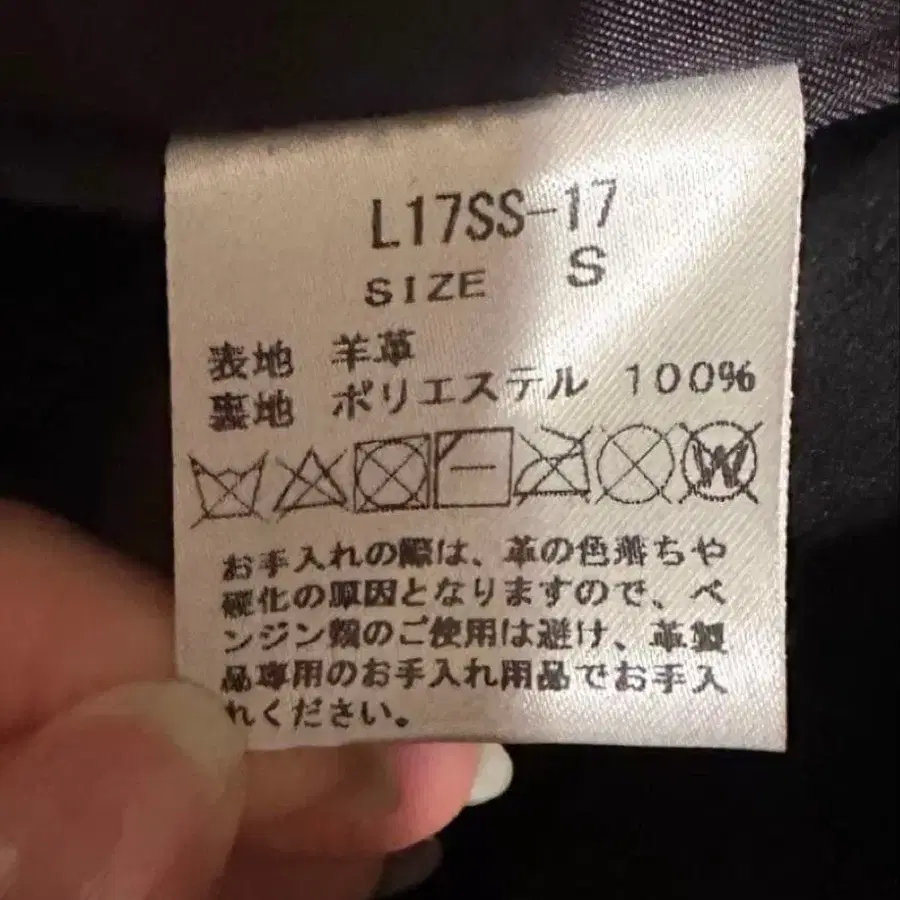 L17SS-17
SIZE S
表地 羊革
裏地 ポリエステル 100%
W
お手入れの際は、革の色落ちや
硬化の原因となりますので、ベ
ンジン類のご使用は避け、革製
品専用のお手入れ用品でお手入
れください。